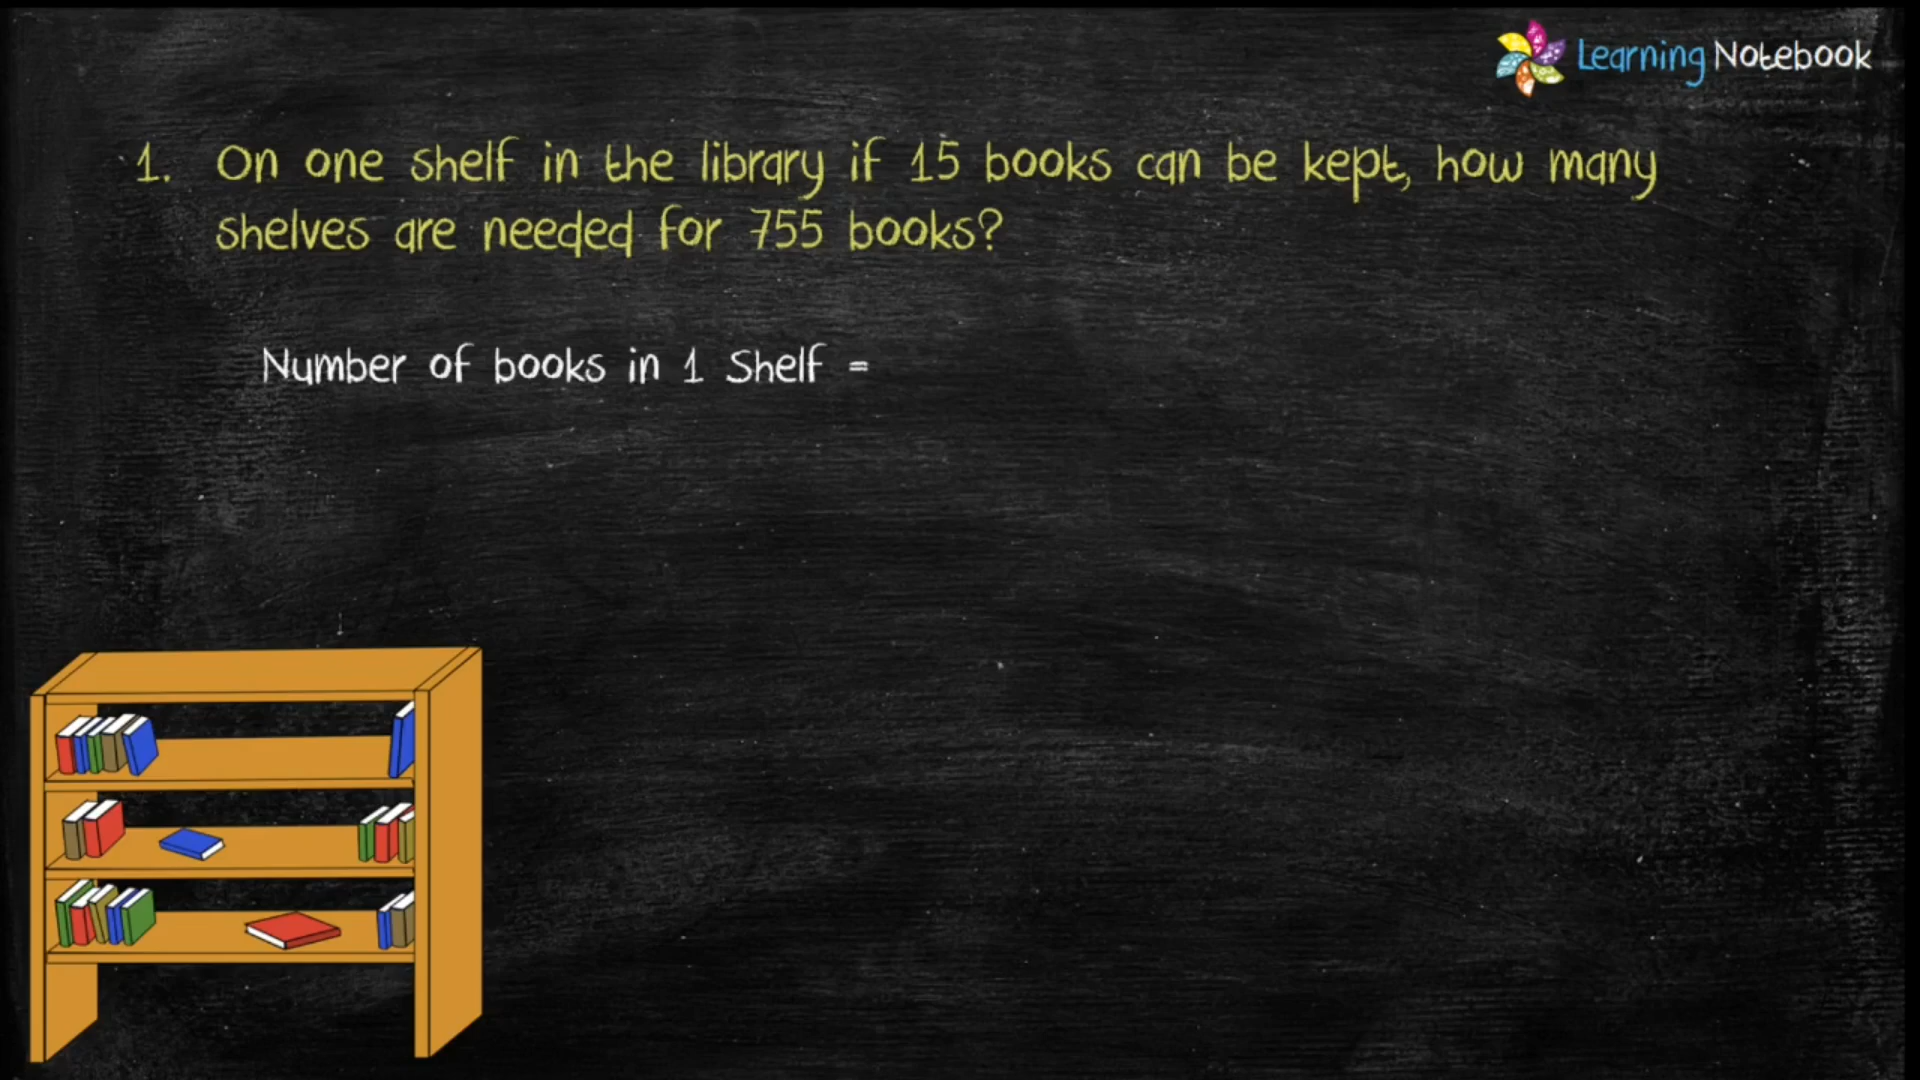 Learning Notebook
1. On one shelf in the library if 15 books can be kept, how many
shelves are needed for 755 books?
Number of books in 1 Shelf =